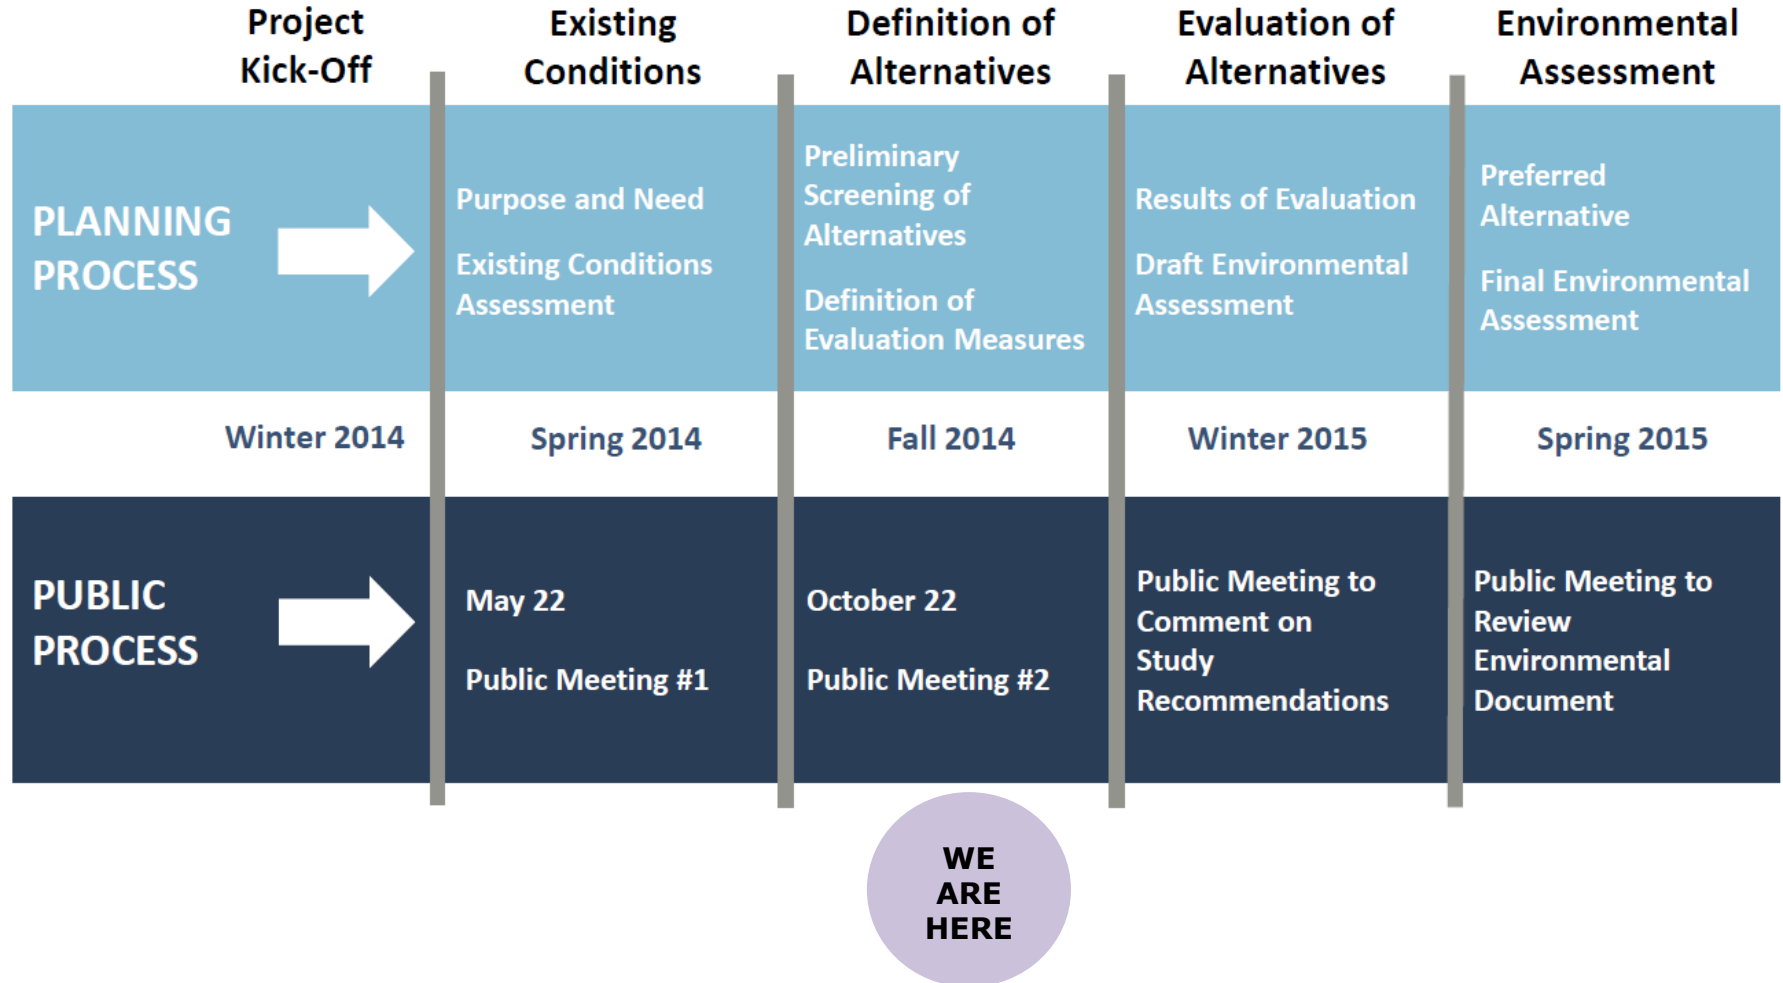 Project
Kick-Off
Existing
Conditions
Definition of
Alternatives
Evaluation of
Alternatives
Environmental
Assessment
PLANNING
PROCESS
Purpose and Need
Existing Conditions
Assessment
Preliminary
Screening of
Alternatives
Definition of
Evaluation Measures
Results of Evaluation
Draft Environmental
Assessment
Preferred
Alternative
Final Environmental
Assessment
Winter 2014
Spring 2014
Fall 2014
Winter 2015
Spring 2015
PUBLIC
PROCESS
May 22
Public Meeting #1
October 22
Public Meeting #2
Public Meeting to
Comment on
Study
Recommendations
Public Meeting to
Review
Environmental
Document
WE
ARE
HERE